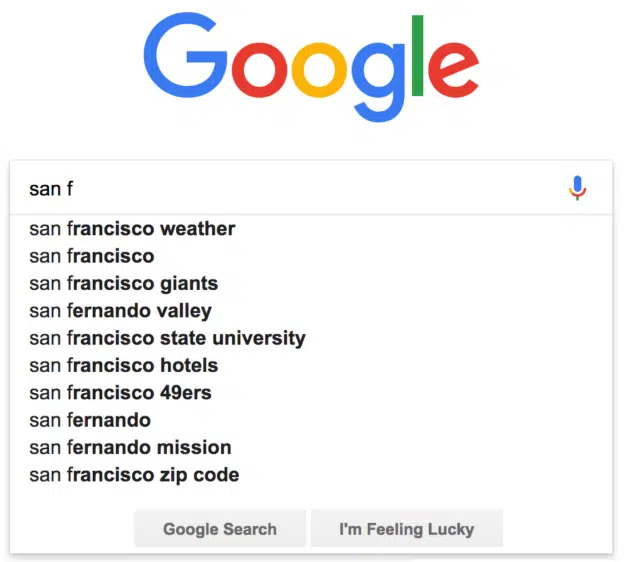 Google
san f
san francisco weather
san francisco
san francisco giants
san fernando valley
san francisco state university
san francisco hotels
san francisco 49ers
san fernando
san fernando mission
san francisco zip code
Google Search I'm Feeling Lucky